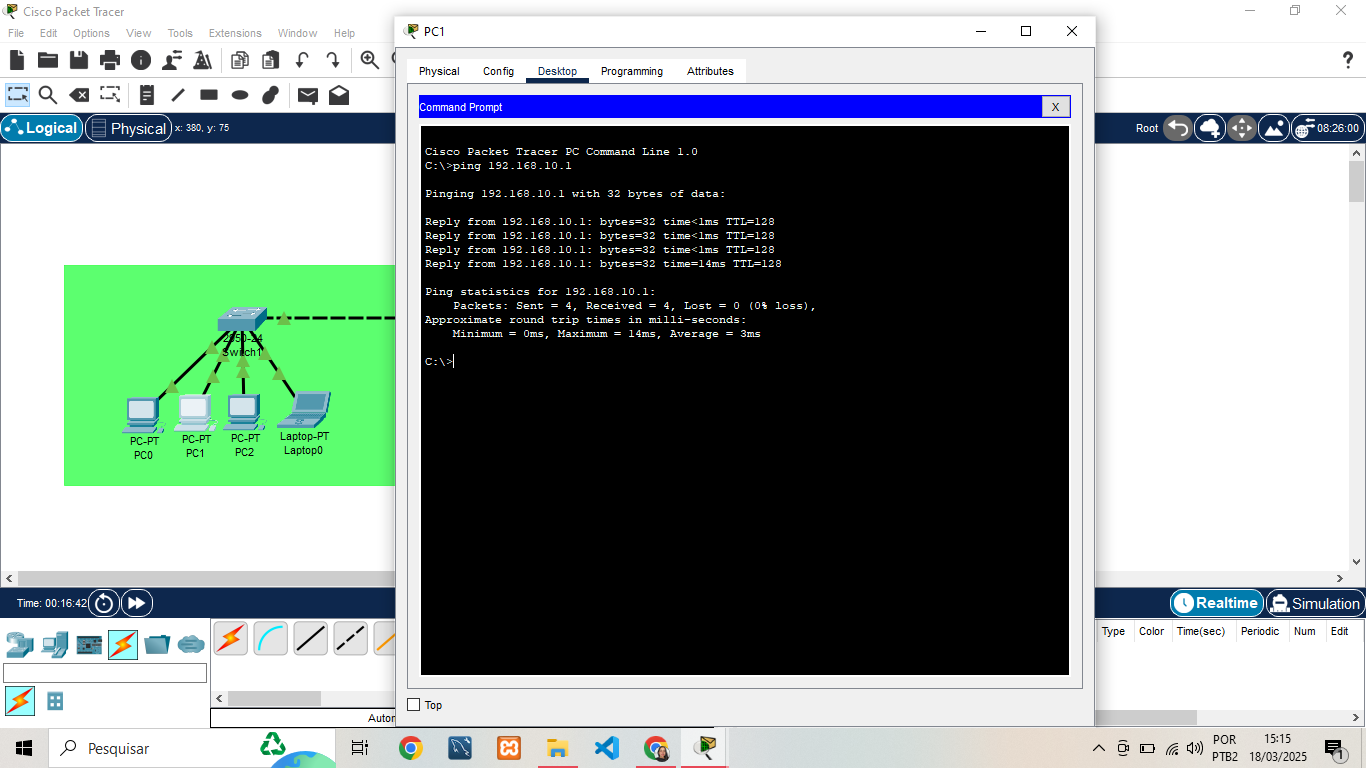 Cisco Packet Tracer
File Edit Options View Tools Extensions Window Help
Logical
Physical
x: 380, y: 75
Root
08:26:00
PC1
Physical Config Desktop Programming Attributes
Command Prompt
X
Cisco Packet Tracer PC Command Line 1.0
C:\>ping 192.168.10.1
Pinging 192.168.10.1 with 32 bytes of data:
Reply from 192.168.10.1: bytes=32 time<1ms TTL=128
Reply from 192.168.10.1: bytes=32 time<1ms TTL=128
Reply from 192.168.10.1: bytes=32 time<1ms TTL=128
Reply from 192.168.10.1: bytes=32 time=14ms TTL=128
Ping statistics for 192.168.10.1:
Packets: Sent = 4, Received = 4, Lost = 0 (0% loss),
Approximate round trip times in milli-seconds:
Minimum = 0ms, Maximum = 14ms, Average = 3ms
C:\>
Top
2950-24
Switch1
PC-PT
PC0
PC-PT
PC1
PC-PT
PC2
Laptop-PT
Laptop0
Time: 00:16:42
Realtime
Simulation
Type Color Time(sec) Periodic Num Edit
Autom
Pesquisar
POR
PTB2
15:15
18/03/2025
1